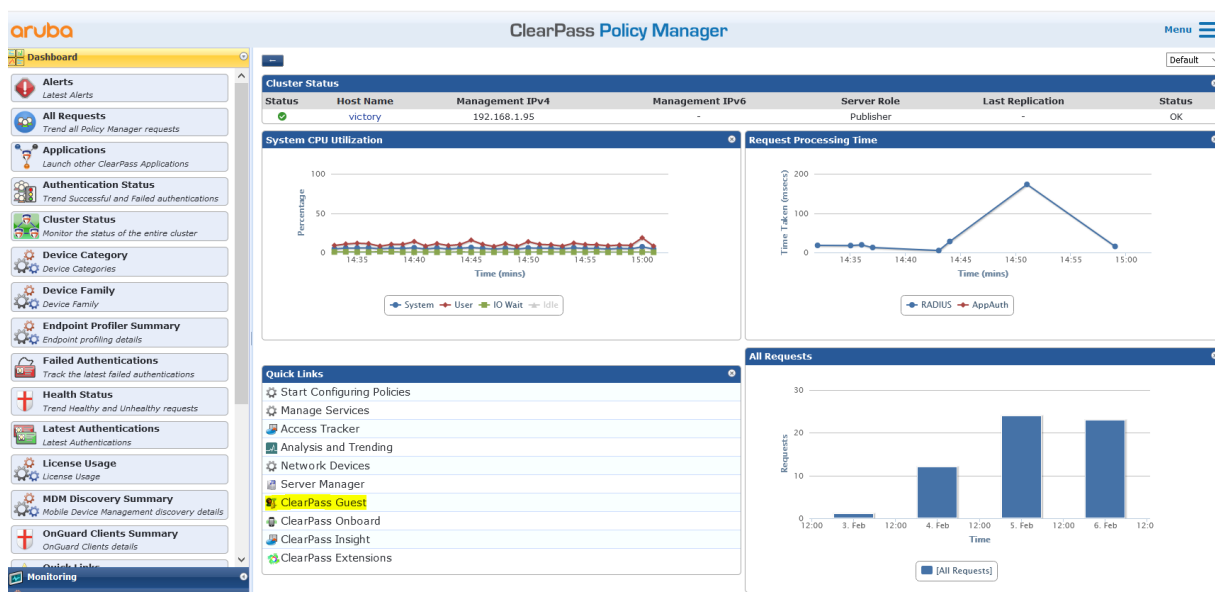 aruba
ClearPass Policy Manager
Menu
Dashboard
Default
Alerts
Latest Alerts
All Requests
Trend all Policy Manager requests
Applications
Launch other ClearPass Applications
Authentication Status
Trend Successful and Failed authentications
Cluster Status
Monitor the status of the entire cluster
Device Category
Device Categories
Device Family
Device Family
Endpoint Profiler Summary
Endpoint profiling details
Failed Authentications
Track the latest failed authentications
Health Status
Trend Healthy and Unhealthy requests
Latest Authentications
Latest Authentications
License Usage
License Usage
MDM Discovery Summary
Mobile Device Management discovery details
OnGuard Clients Summary
OnGuard Clients details
Quick Links
Monitoring
Cluster Status
Status Host Name Management IPv4 Management IPv6 Server Role Last Replication Status
victory 192.168.1.95 - Publisher - OK
System CPU Utilization
100
50
0
Percentage
14:35 14:40 14:45 14:50 14:55 15:00
Time (mins)
System User IO Wait Idle
Request Processing Time
200
100
0
Time Taken (msecs)
14:35 14:40 14:45 14:50 14:55 15:00
Time (mins)
RADIUS AppAuth
Quick Links
Start Configuring Policies
Manage Services
Access Tracker
Analysis and Trending
Network Devices
Server Manager
ClearPass Guest
ClearPass Onboard
ClearPass Insight
ClearPass Extensions
All Requests
30
20
10
0
Requests
12:00 3. Feb 12:00 4. Feb 12:00 5. Feb 12:00 6. Feb 12:0
Time
[All Requests]